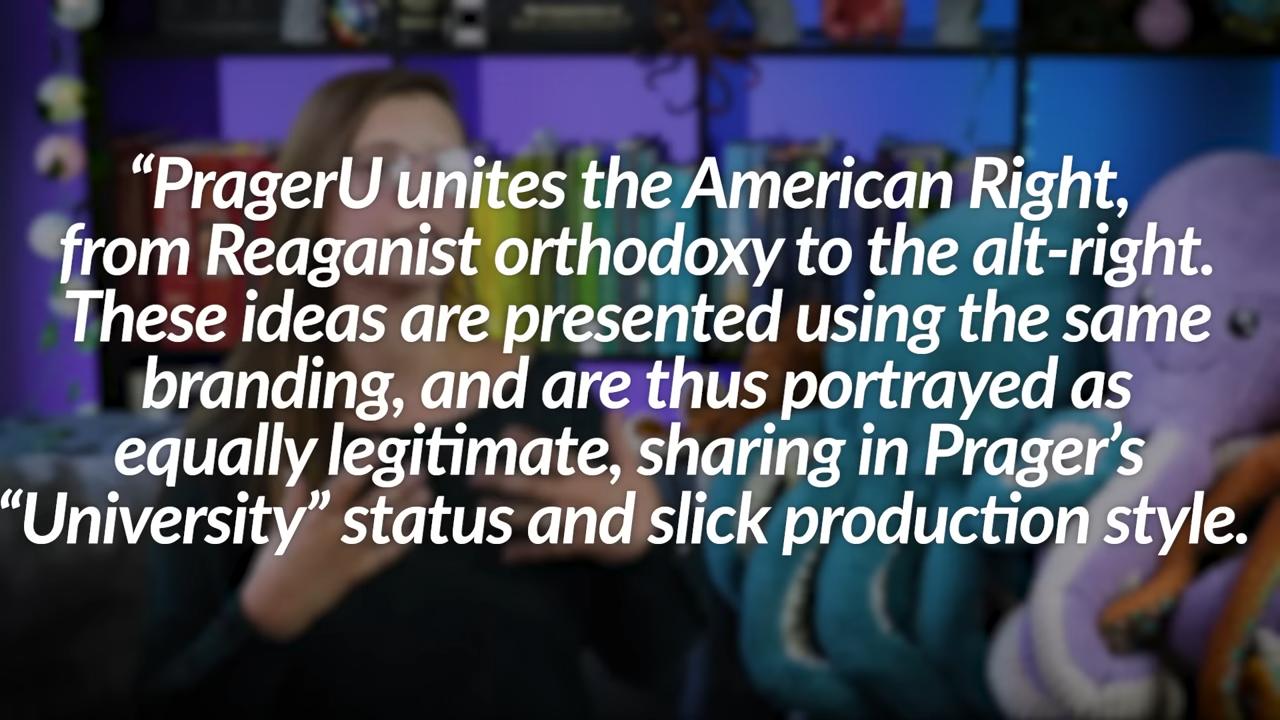 “PragerU unites the American Right,
from Reaganist orthodoxy to the alt-right.
These ideas are presented using the same
branding, and are thus portrayed as
equally legitimate, sharing in Prager’s
“University” status and slick production style.